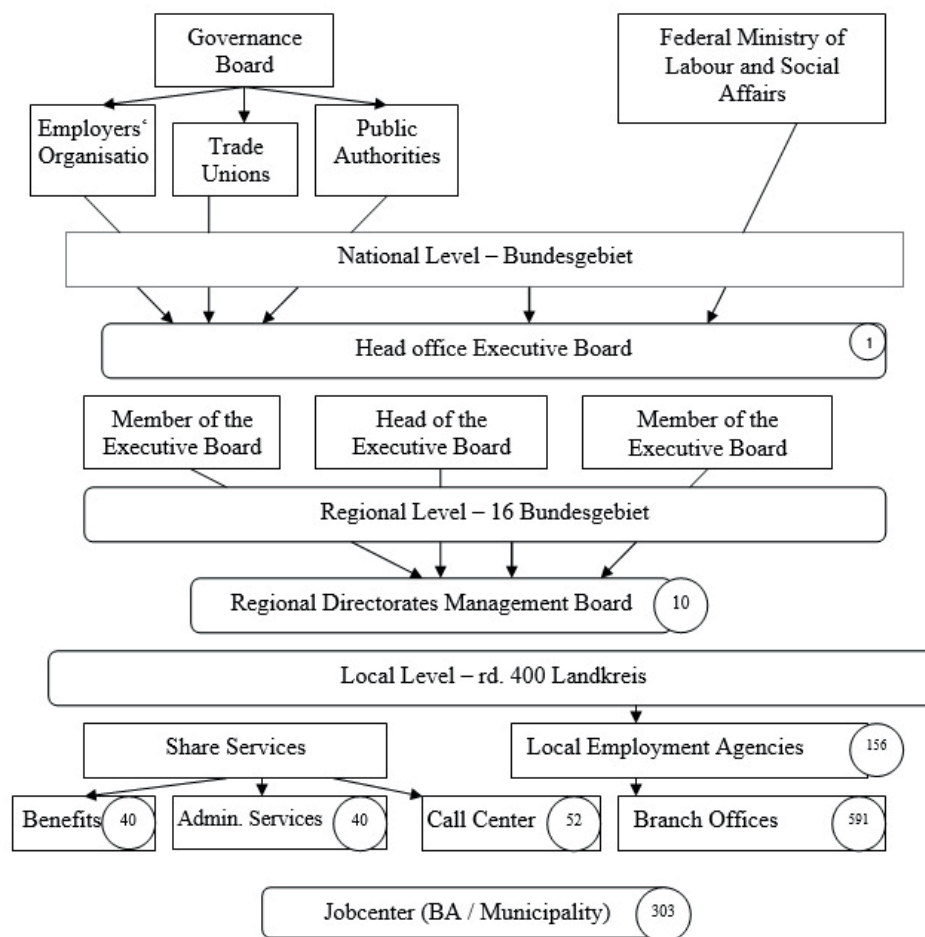 Governance
Board
Federal Ministry of
Labour and Social
Affairs
Employers‘
Organisatio
Trade
Unions
Public
Authorities
National Level – Bundesgebiet
Head office Executive Board
1
Member of the
Executive Board
Head of the
Executive Board
Member of the
Executive Board
Regional Level – 16 Bundesgebiet
Regional Directorates Management Board
10
Local Level – rd. 400 Landkreis
Share Services
Local Employment Agencies
156
Benefits
40
Admin. Services
40
Call Center
52
Branch Offices
591
Jobcenter (BA / Municipality)
303